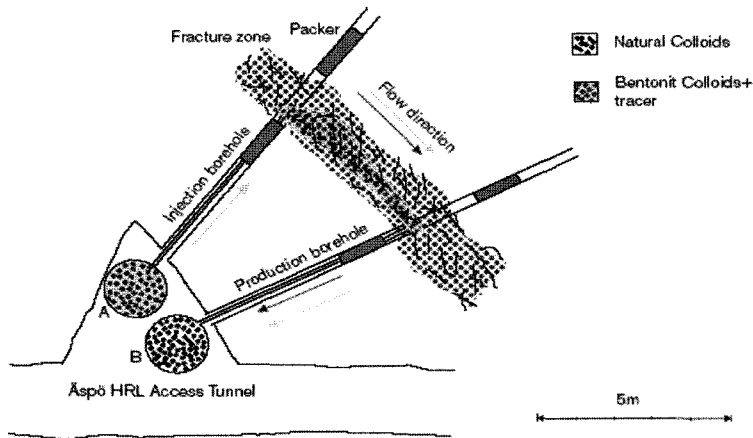 Packer
Fracture zone
Natural Colloids
Bentonit Colloids+
tracer
Flow direction
Injection borehole
Production borehole
A
B
Äspö HRL Access Tunnel
5m